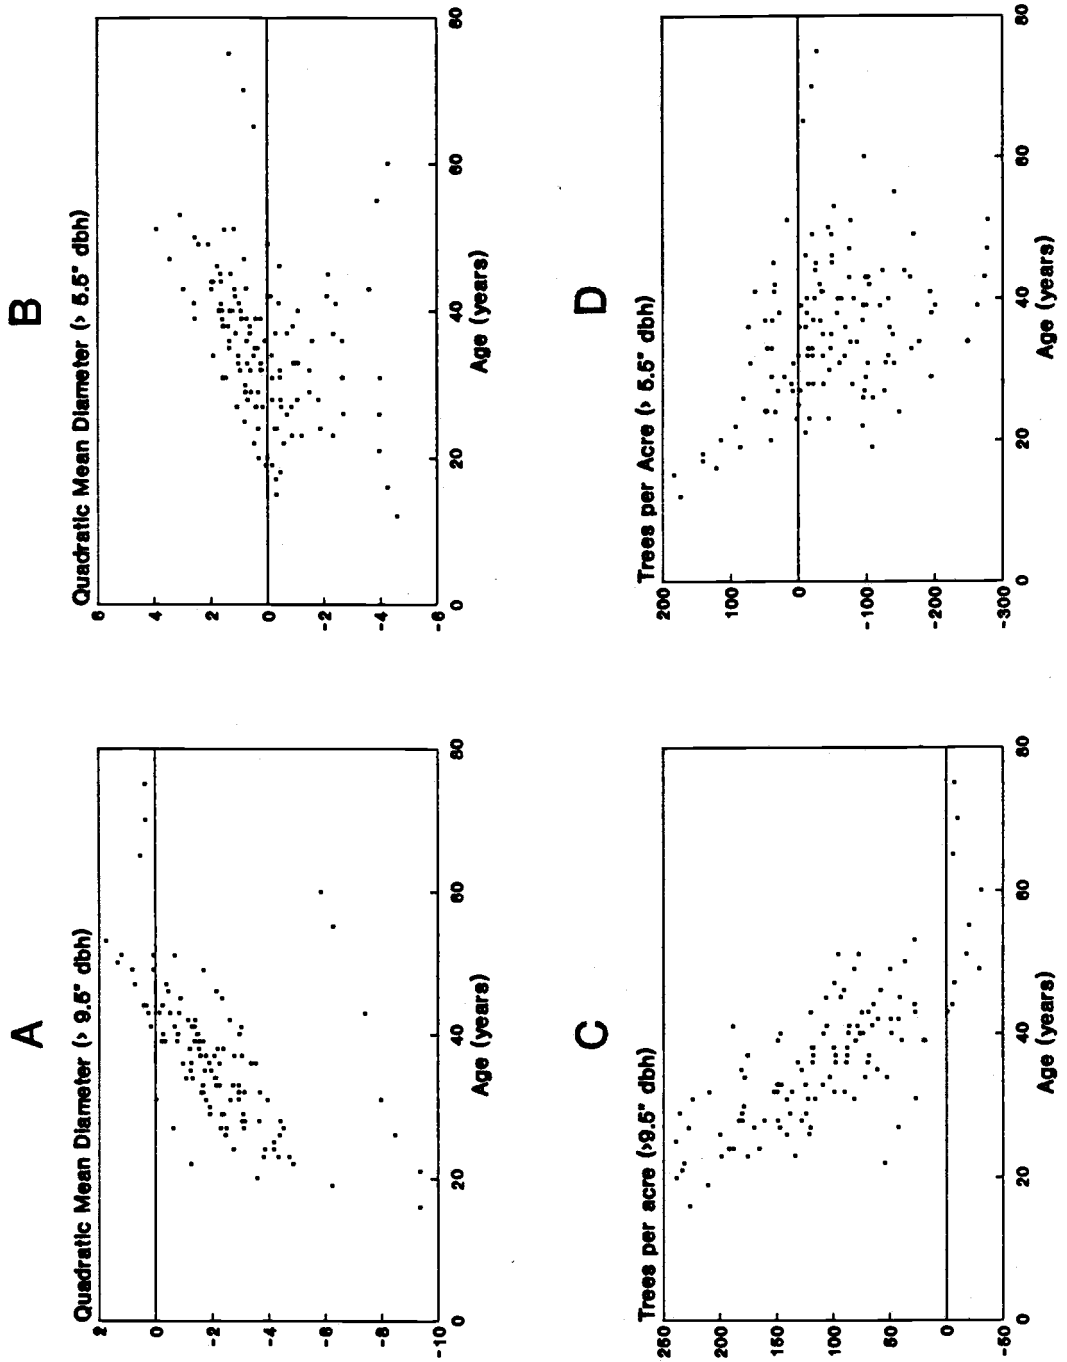 A
Quadratic Mean Diameter (> 9.5" dbh)
2
0
-2
-4
-6
-8
-10
0 20 40 60 80
Age (years)
B
Quadratic Mean Diameter (> 5.5" dbh)
6
4
2
0
-2
-4
-6
0 20 40 60 80
Age (years)
C
Trees per acre (>9.5" dbh)
250
200
150
100
50
0
-50
0 20 40 60 80
Age (years)
D
Trees per Acre (> 5.5" dbh)
200
100
0
-100
-200
-300
0 20 40 60 80
Age (years)